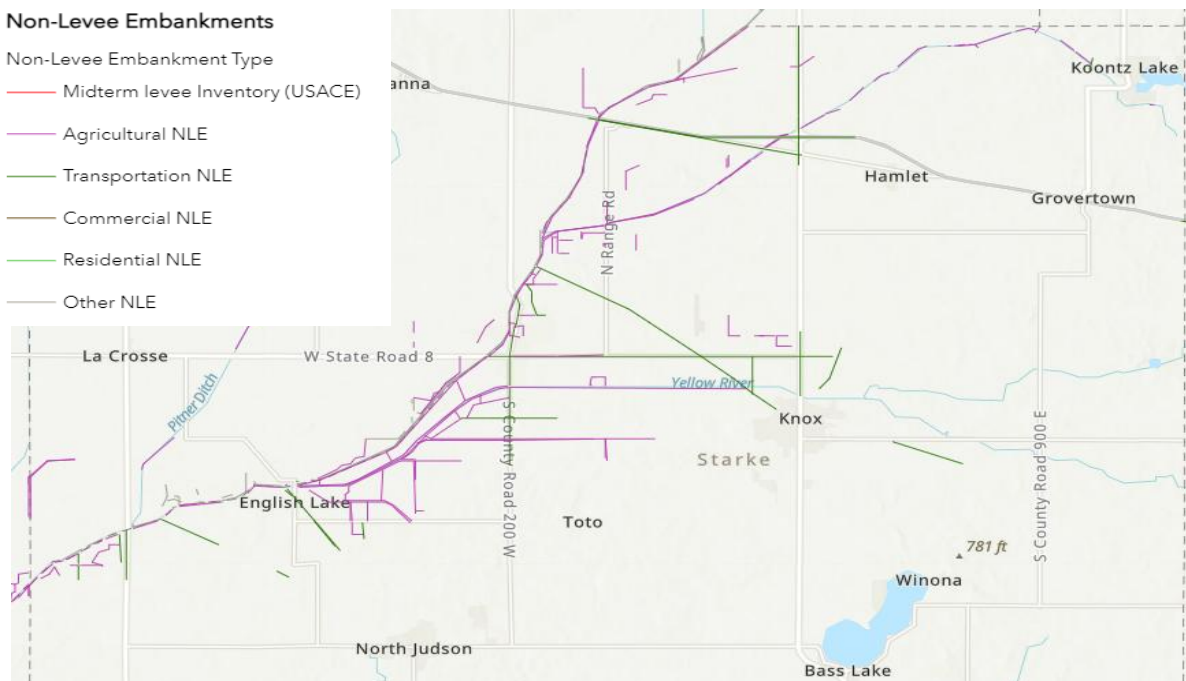 Non-Levee Embankments
Non-Levee Embankment Type
Midterm levee Inventory (USACE)
Agricultural NLE
Transportation NLE
Commercial NLE
Residential NLE
Other NLE
anna
Koontz Lake
Hamlet
Grovertown
N Range Rd
La Crosse
W State Road 8
Pitner Ditch
Yellow River
Knox
S County Road 200 W
Starke
S County Road 900 E
English Lake
Toto
781 ft
Winona
North Judson
Bass Lake